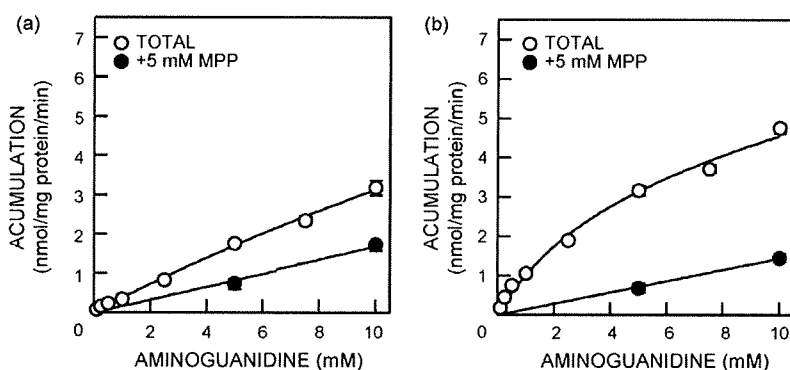 (a)
7
6
5
4
3
2
1
TOTAL
+5 mM MPP
ACUMULATION
(nmol/mg protein/min)
0 2 4 6 8 10
AMINOGUANIDINE (mM)
(b)
7
6
5
4
3
2
1
TOTAL
+5 mM MPP
ACUMULATION
(nmol/mg protein/min)
0 2 4 6 8 10
AMINOGUANIDINE (mM)